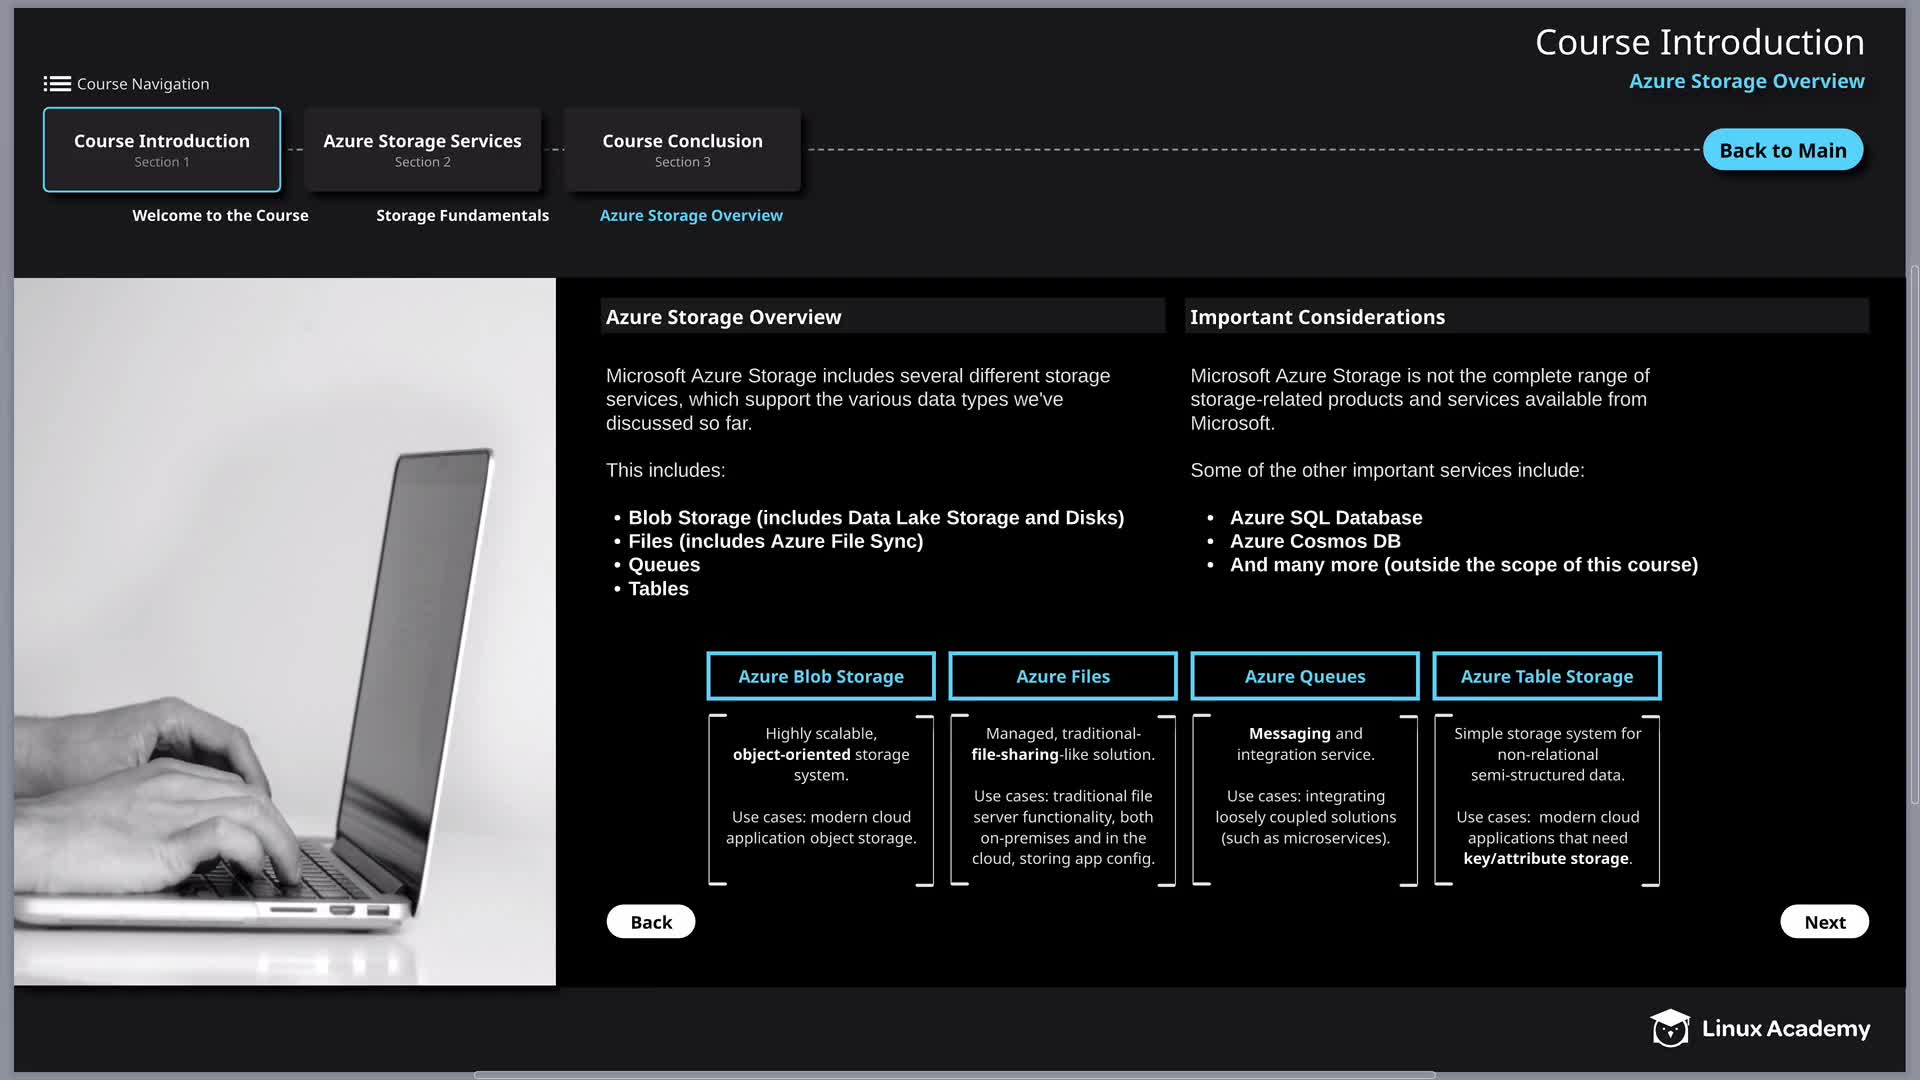 Course Introduction
Azure Storage Overview
Course Navigation
Course Introduction
Section 1
Azure Storage Services
Section 2
Course Conclusion
Section 3
Back to Main
Welcome to the Course
Storage Fundamentals
Azure Storage Overview
Azure Storage Overview
Microsoft Azure Storage includes several different storage
services, which support the various data types we've
discussed so far.
This includes:
• Blob Storage (includes Data Lake Storage and Disks)
• Files (includes Azure File Sync)
• Queues
• Tables
Important Considerations
Microsoft Azure Storage is not the complete range of
storage-related products and services available from
Microsoft.
Some of the other important services include:
• Azure SQL Database
• Azure Cosmos DB
• And many more (outside the scope of this course)
Azure Blob Storage
Highly scalable,
object-oriented storage
system.
Use cases: modern cloud
application object storage.
Azure Files
Managed, traditional-
file-sharing-like solution.
Use cases: traditional file
server functionality, both
on-premises and in the
cloud, storing app config.
Azure Queues
Messaging and
integration service.
Use cases: integrating
loosely coupled solutions
(such as microservices).
Azure Table Storage
Simple storage system for
non-relational
semi-structured data.
Use cases: modern cloud
applications that need
key/attribute storage.
Back
Next
Linux Academy